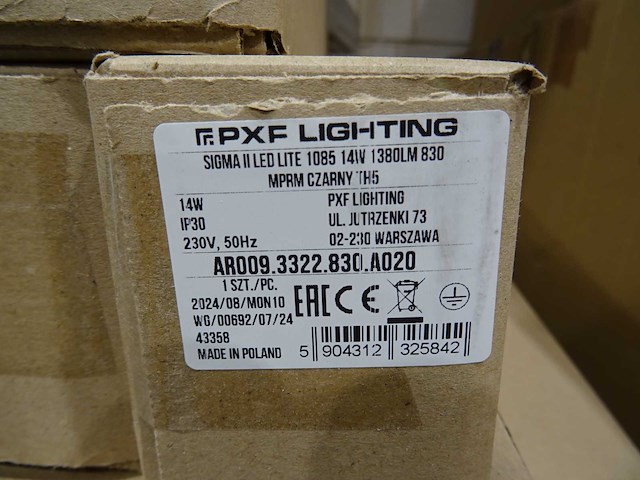 PXF LIGHTING
SIGMA II LED LITE 1085 14W 1380LM 830
MPRM CZARNY TH5
14W
IP30
230V, 50Hz
PXF LIGHTING
UL. JUTRZENKI 73
02-230 WARSZAWA
AR009.3322.830.A020
1 SZT./PC.
2024/08/MON10
WG/00692/07/24
43358
MADE IN POLAND
EAC CE
5 904312 325842